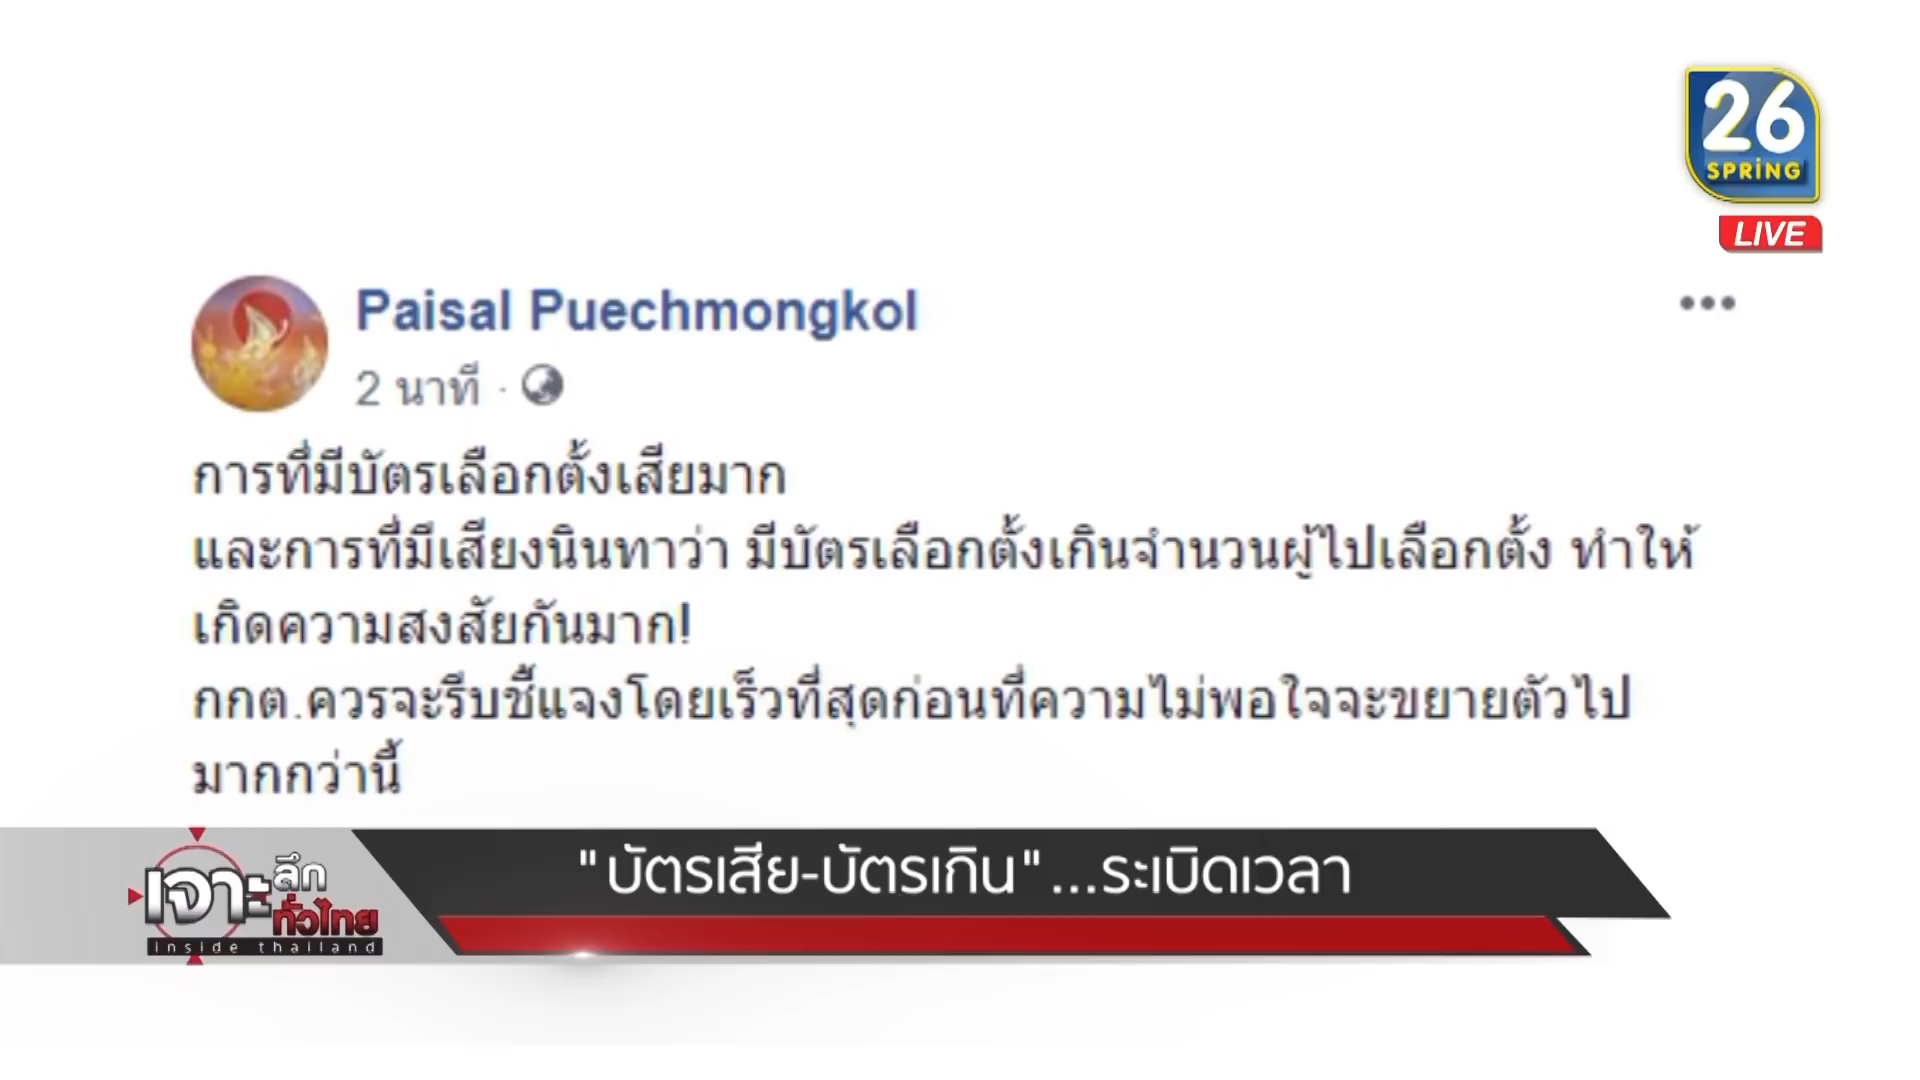 26
SPRiNG
LIVE
Paisal Puechmongkol
2 นาที ·
การที่มีบัตรเลือกตั้งเสียมาก
และการที่มีเสียงนินทาว่า มีบัตรเลือกตั้งเกินจำนวนผู้ไปเลือกตั้ง ทำให้
เกิดความสงสัยกันมาก!
กกต.ควรจะรีบชี้แจงโดยเร็วที่สุดก่อนที่ความไม่พอใจจะขยายตัวไป
มากกว่านี้
"บัตรเสีย-บัตรเกิน"...ระเบิดเวลา
เจาะลึก
ทั่วไทย
inside thailand